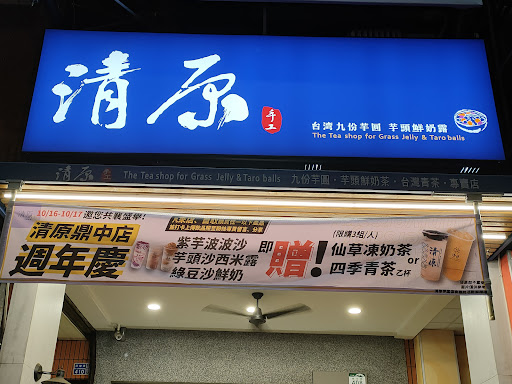 清原
手工
台湾九份芋圓 芋頭鮮奶露
The Tea shop for Grass Jelly & Taro balls
清原 The Tea shop for Grass Jelly & Taro balls 九份芋圓・芋頭鮮奶茶・台灣青茶・專賣店
10/16-10/17 邀您共襄盛舉!
清原鼎中店
週年慶
紫芋波波沙
芋頭沙西米露
綠豆沙鮮奶
即贈!
(限購3組/人)
仙草凍奶茶
or
四季青茶 乙杯
清原